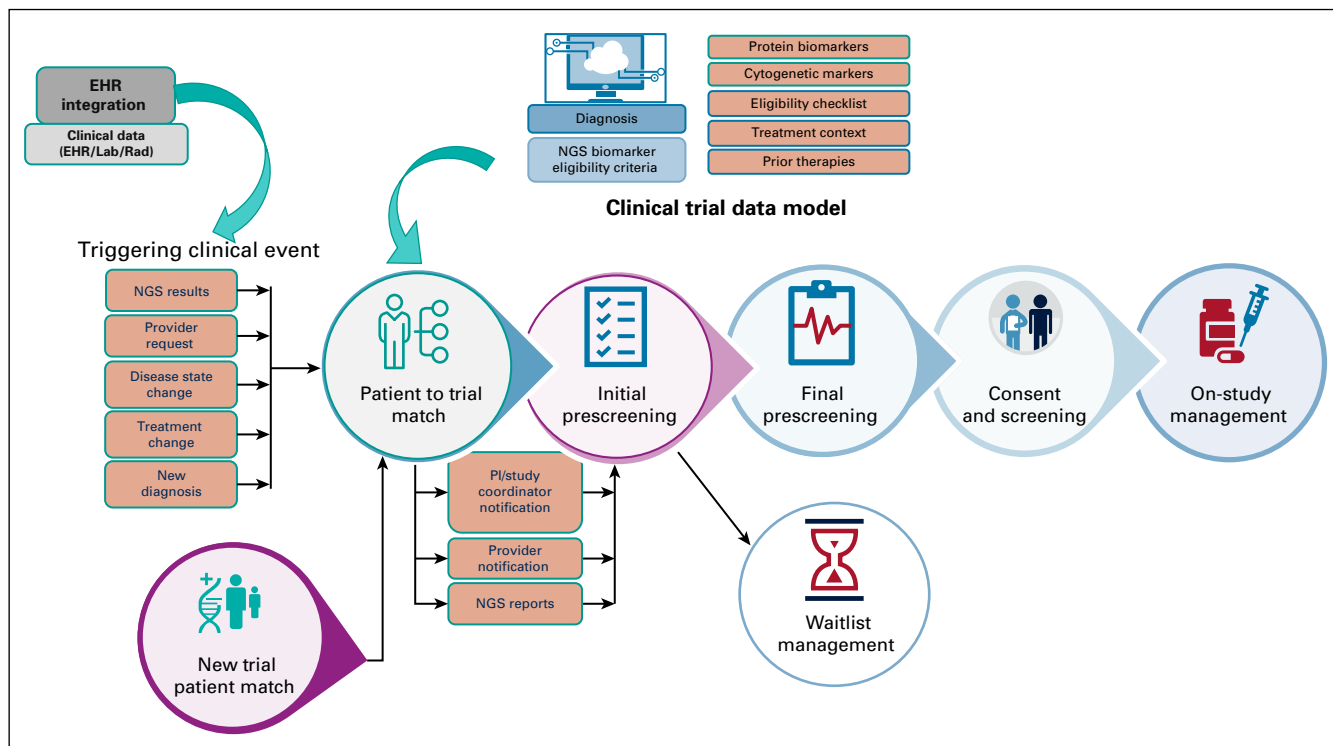 EHR
integration
Clinical data
(EHR/Lab/Rad)
Diagnosis
NGS biomarker
eligibility criteria
Protein biomarkers
Cytogenetic markers
Eligibility checklist
Treatment context
Prior therapies
Clinical trial data model
Triggering clinical event
NGS results
Provider
request
Disease state
change
Treatment
change
New
diagnosis
Patient to trial
match
Initial
prescreening
Final
prescreening
Consent
and screening
On-study
management
PI/study
coordinator
notification
Provider
notification
NGS reports
New trial
patient match
Waitlist
management